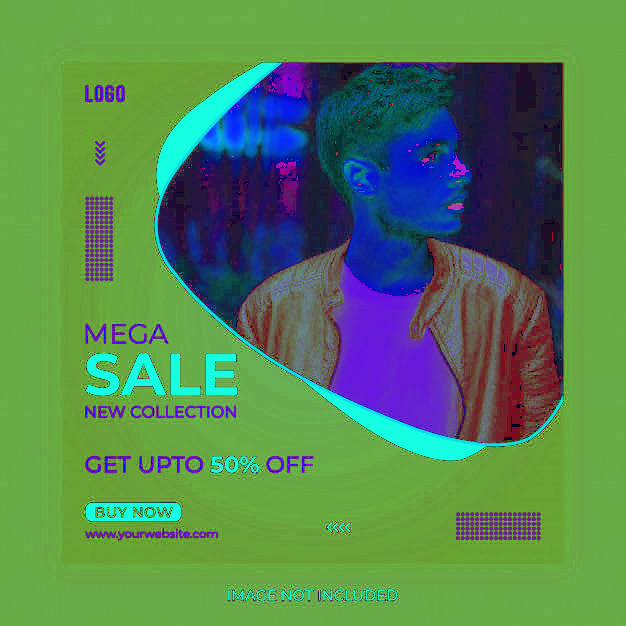 LOGO
MEGA
SALE
NEW COLLECTION
GET UPTO 50% OFF
BUY NOW
www.yourwebsite.com
IMAGE NOT INCLUDED